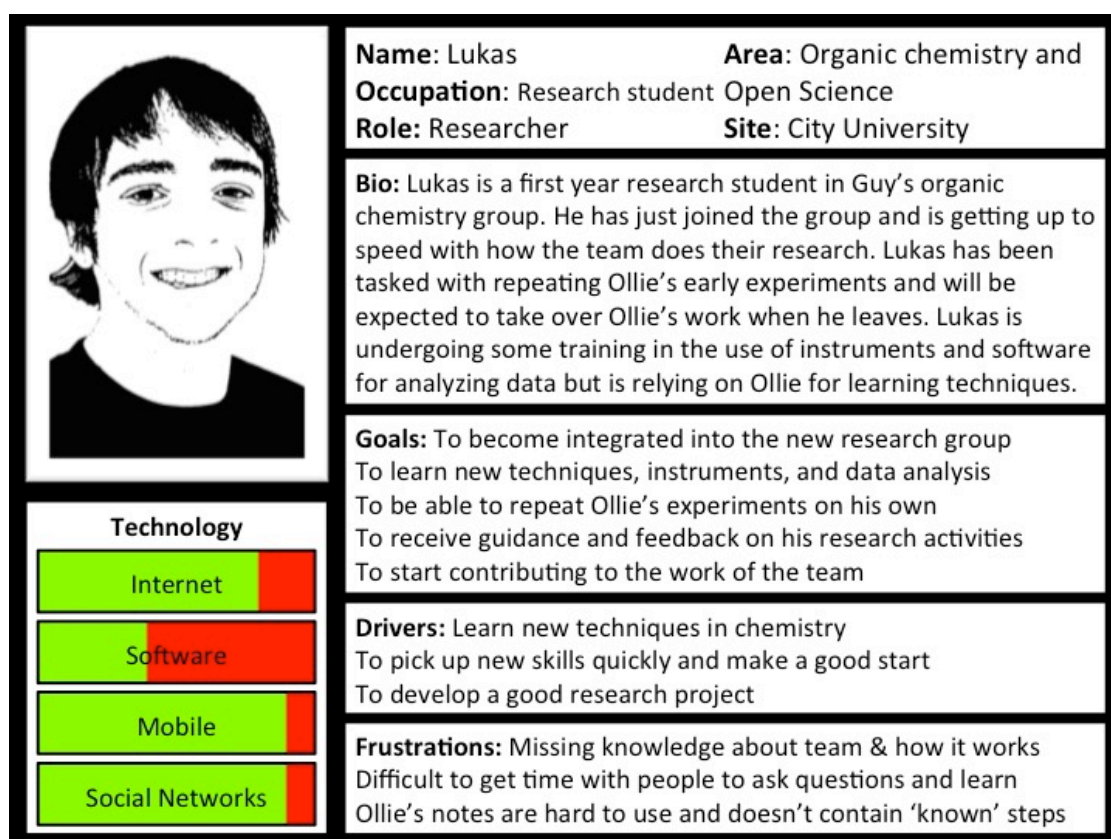 Name: Lukas
Occupation: Research student
Role: Researcher
Area: Organic chemistry and
Open Science
Site: City University
Bio: Lukas is a first year research student in Guy's organic
chemistry group. He has just joined the group and is getting up to
speed with how the team does their research. Lukas has been
tasked with repeating Ollie's early experiments and will be
expected to take over Ollie's work when he leaves. Lukas is
undergoing some training in the use of instruments and software
for analyzing data but is relying on Ollie for learning techniques.
Goals: To become integrated into the new research group
To learn new techniques, instruments, and data analysis
To be able to repeat Ollie's experiments on his own
To receive guidance and feedback on his research activities
To start contributing to the work of the team
Drivers: Learn new techniques in chemistry
To pick up new skills quickly and make a good start
To develop a good research project
Frustrations: Missing knowledge about team & how it works
Difficult to get time with people to ask questions and learn
Ollie's notes are hard to use and doesn't contain 'known' steps
Technology
Internet
Software
Mobile
Social Networks